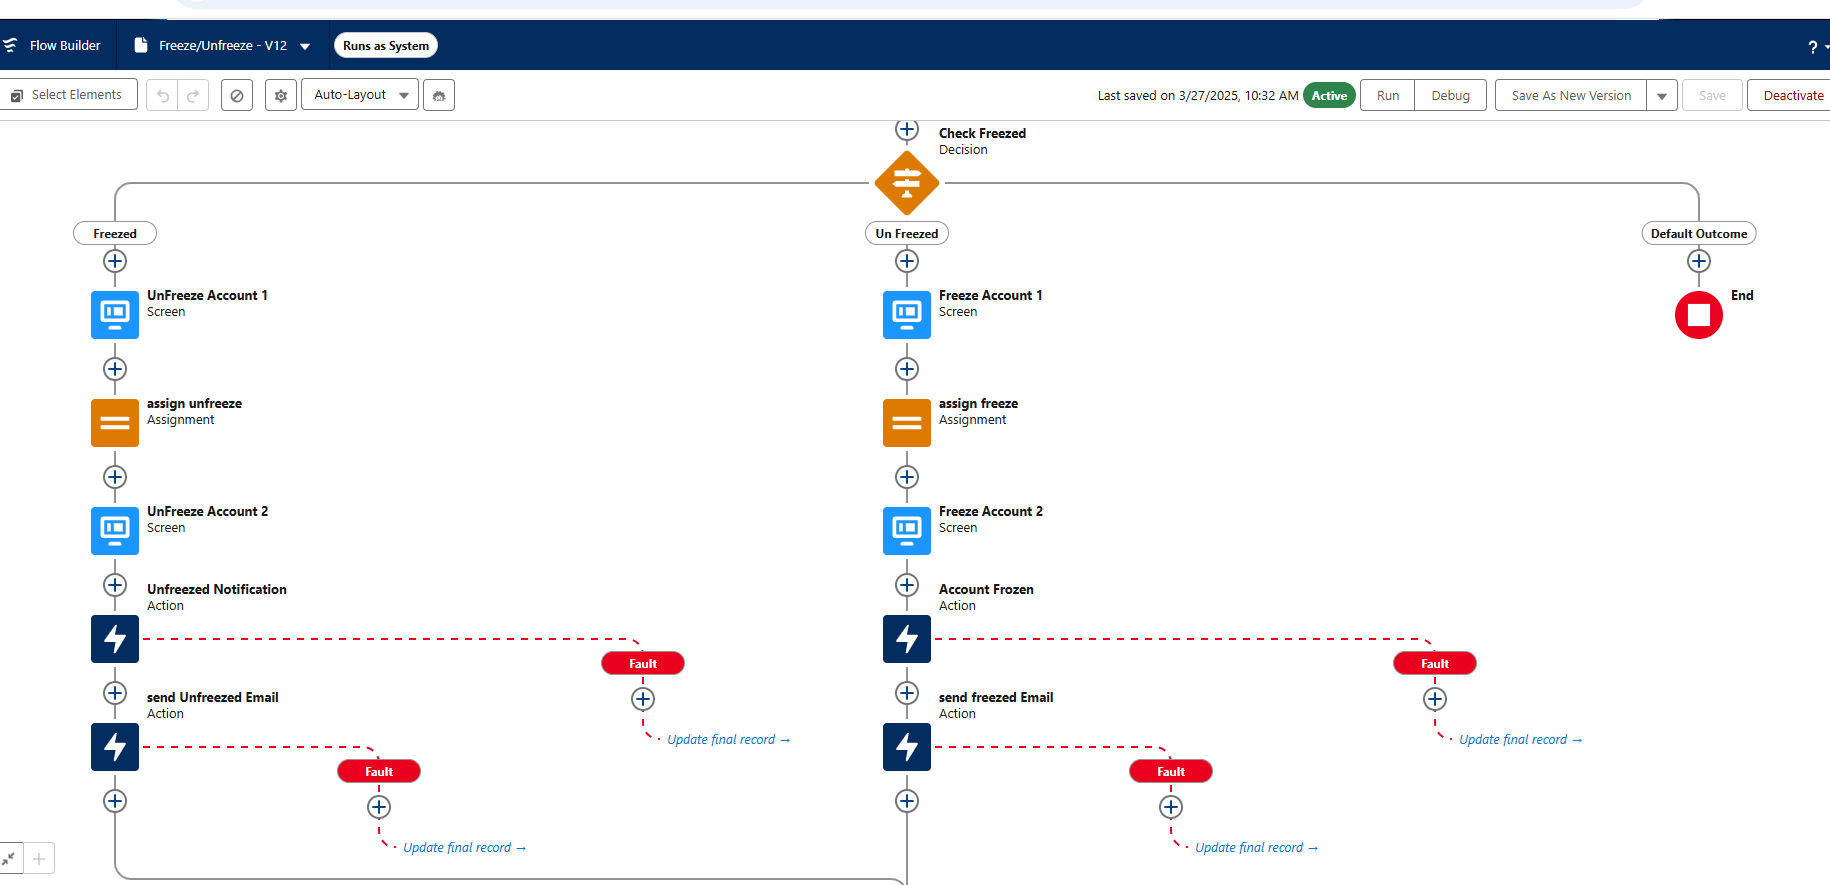 Flow Builder
Freeze/Unfreeze - V12
Runs as System
?
Select Elements
Auto-Layout
Last saved on 3/27/2025, 10:32 AM
Active
Run
Debug
Save As New Version
Save
Deactivate
Check Freezed
Decision
Freezed
Un Freezed
Default Outcome
UnFreeze Account 1
Screen
Freeze Account 1
Screen
End
assign unfreeze
Assignment
assign freeze
Assignment
UnFreeze Account 2
Screen
Freeze Account 2
Screen
Unfreezed Notification
Action
Account Frozen
Action
Fault
Fault
send Unfreezed Email
Action
send freezed Email
Action
Update final record →
Update final record →
Fault
Fault
Update final record →
Update final record →